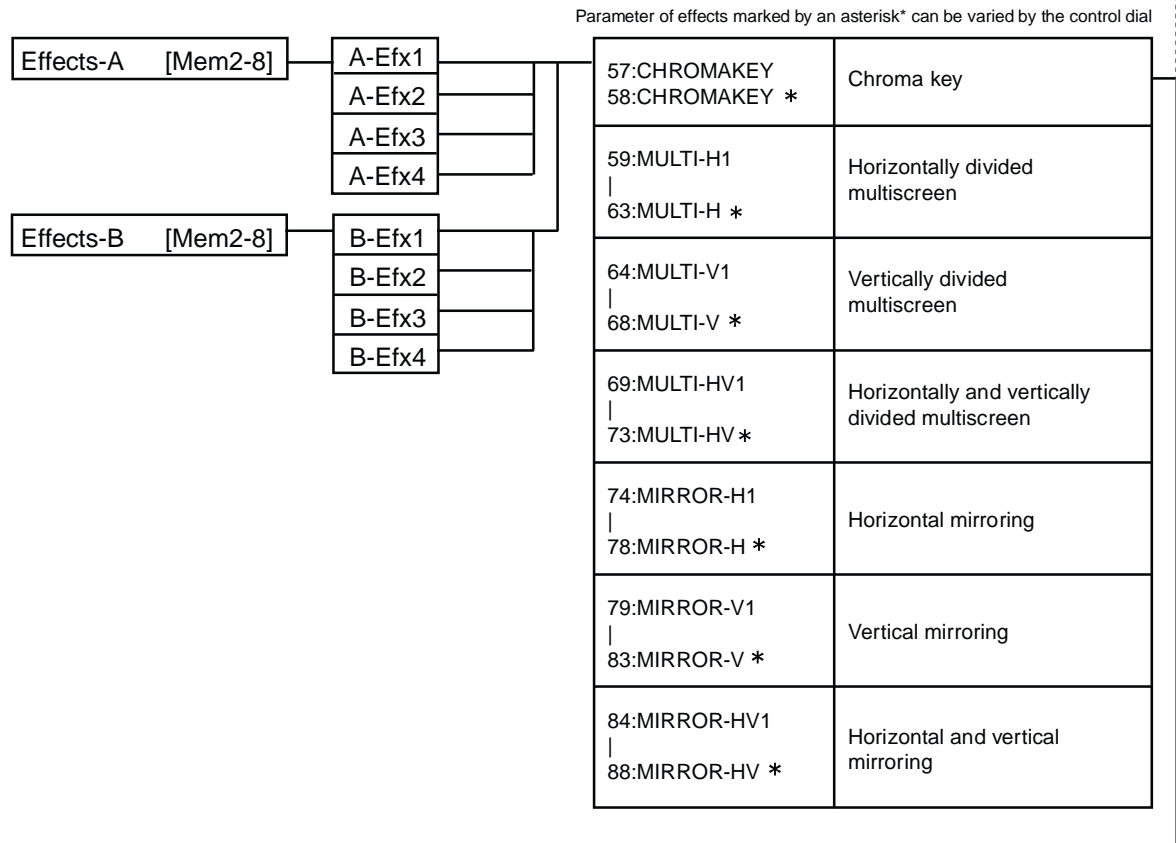 Parameter of effects marked by an asterisk* can be varied by the control dial
Effects-A [Mem2-8]
A-Efx1
A-Efx2
A-Efx3
A-Efx4
Effects-B [Mem2-8]
B-Efx1
B-Efx2
B-Efx3
B-Efx4
57:CHROMAKEY
58:CHROMAKEY *
Chroma key
59:MULTI-H1
|
63:MULTI-H *
Horizontally divided
multiscreen
64:MULTI-V1
|
68:MULTI-V *
Vertically divided
multiscreen
69:MULTI-HV1
|
73:MULTI-HV *
Horizontally and vertically
divided multiscreen
74:MIRROR-H1
|
78:MIRROR-H *
Horizontal mirroring
79:MIRROR-V1
|
83:MIRROR-V *
Vertical mirroring
84:MIRROR-HV1
|
88:MIRROR-HV *
Horizontal and vertical
mirroring